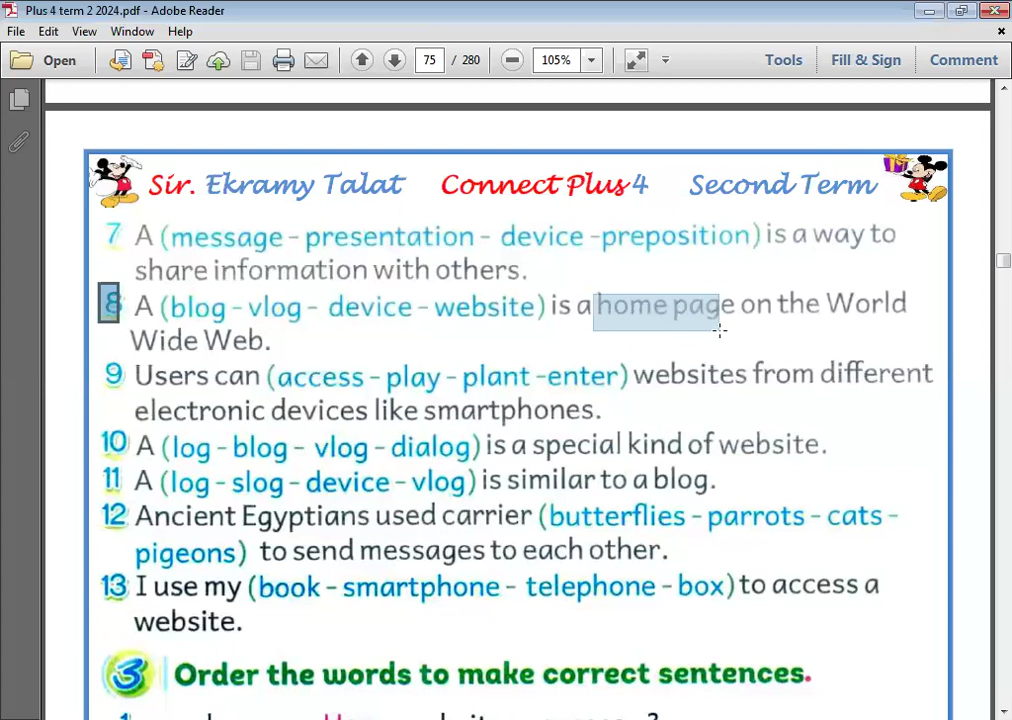 Plus 4 term 2 2024.pdf - Adobe Reader
File Edit View Window Help
Open 75 / 280 105% Tools Fill & Sign Comment
Sir. Ekramy Talat Connect Plus 4 Second Term
7 A (message - presentation - device -preposition) is a way to
share information with others.
8 A (blog - vlog - device - website) is a home page on the World
Wide Web.
9 Users can (access - play - plant -enter) websites from different
electronic devices like smartphones.
10 A (log - blog - vlog - dialog) is a special kind of website.
11 A (log - slog - device - vlog) is similar to a blog.
12 Ancient Egyptians used carrier (butterflies - parrots - cats -
pigeons) to send messages to each other.
13 I use my (book - smartphone - telephone - box) to access a
website.
3 Order the words to make correct sentences.